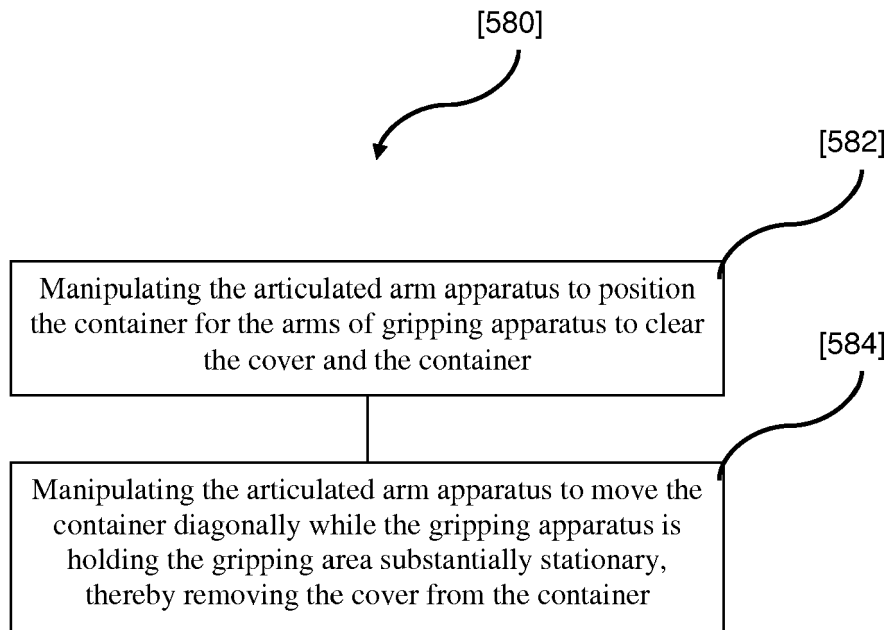 [580]
[582]
Manipulating the articulated arm apparatus to position
the container for the arms of gripping apparatus to clear
the cover and the container
[584]
Manipulating the articulated arm apparatus to move the
container diagonally while the gripping apparatus is
holding the gripping area substantially stationary,
thereby removing the cover from the container